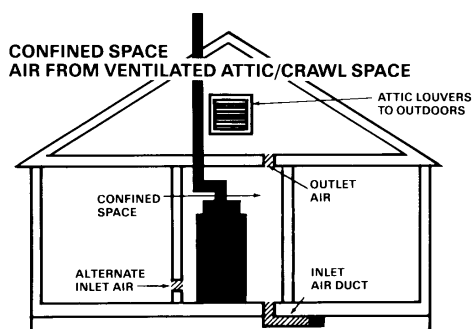 CONFINED SPACE
AIR FROM VENTILATED ATTIC/CRAWL SPACE
ATTIC LOUVERS
TO OUTDOORS
CONFINED
SPACE
OUTLET
AIR
ALTERNATE
INLET AIR
INLET
AIR DUCT